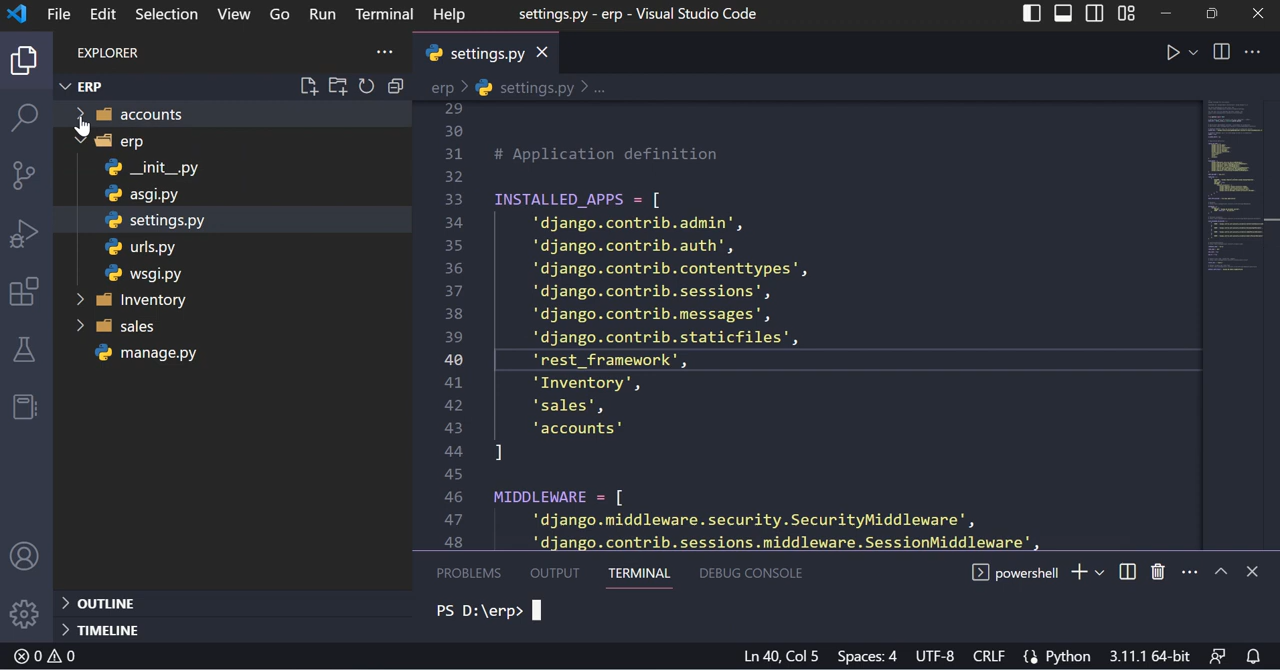 File Edit Selection View Go Run Terminal Help settings.py - erp - Visual Studio Code
EXPLORER
ERP
accounts
erp
__init__.py
asgi.py
settings.py
urls.py
wsgi.py
Inventory
sales
manage.py
OUTLINE
TIMELINE
settings.py
erp > settings.py > ...
29
30
31 # Application definition
32
33 INSTALLED_APPS = [
34 'django.contrib.admin',
35 'django.contrib.auth',
36 'django.contrib.contenttypes',
37 'django.contrib.sessions',
38 'django.contrib.messages',
39 'django.contrib.staticfiles',
40 'rest_framework',
41 'Inventory',
42 'sales',
43 'accounts'
44 ]
45
46 MIDDLEWARE = [
47 'django.middleware.security.SecurityMiddleware',
48 'django.contrib.sessions.middleware.SessionMiddleware',
PROBLEMS OUTPUT TERMINAL DEBUG CONSOLE powershell
PS D:\erp>
0 0 Ln 40, Col 5 Spaces: 4 UTF-8 CRLF Python 3.11.1 64-bit